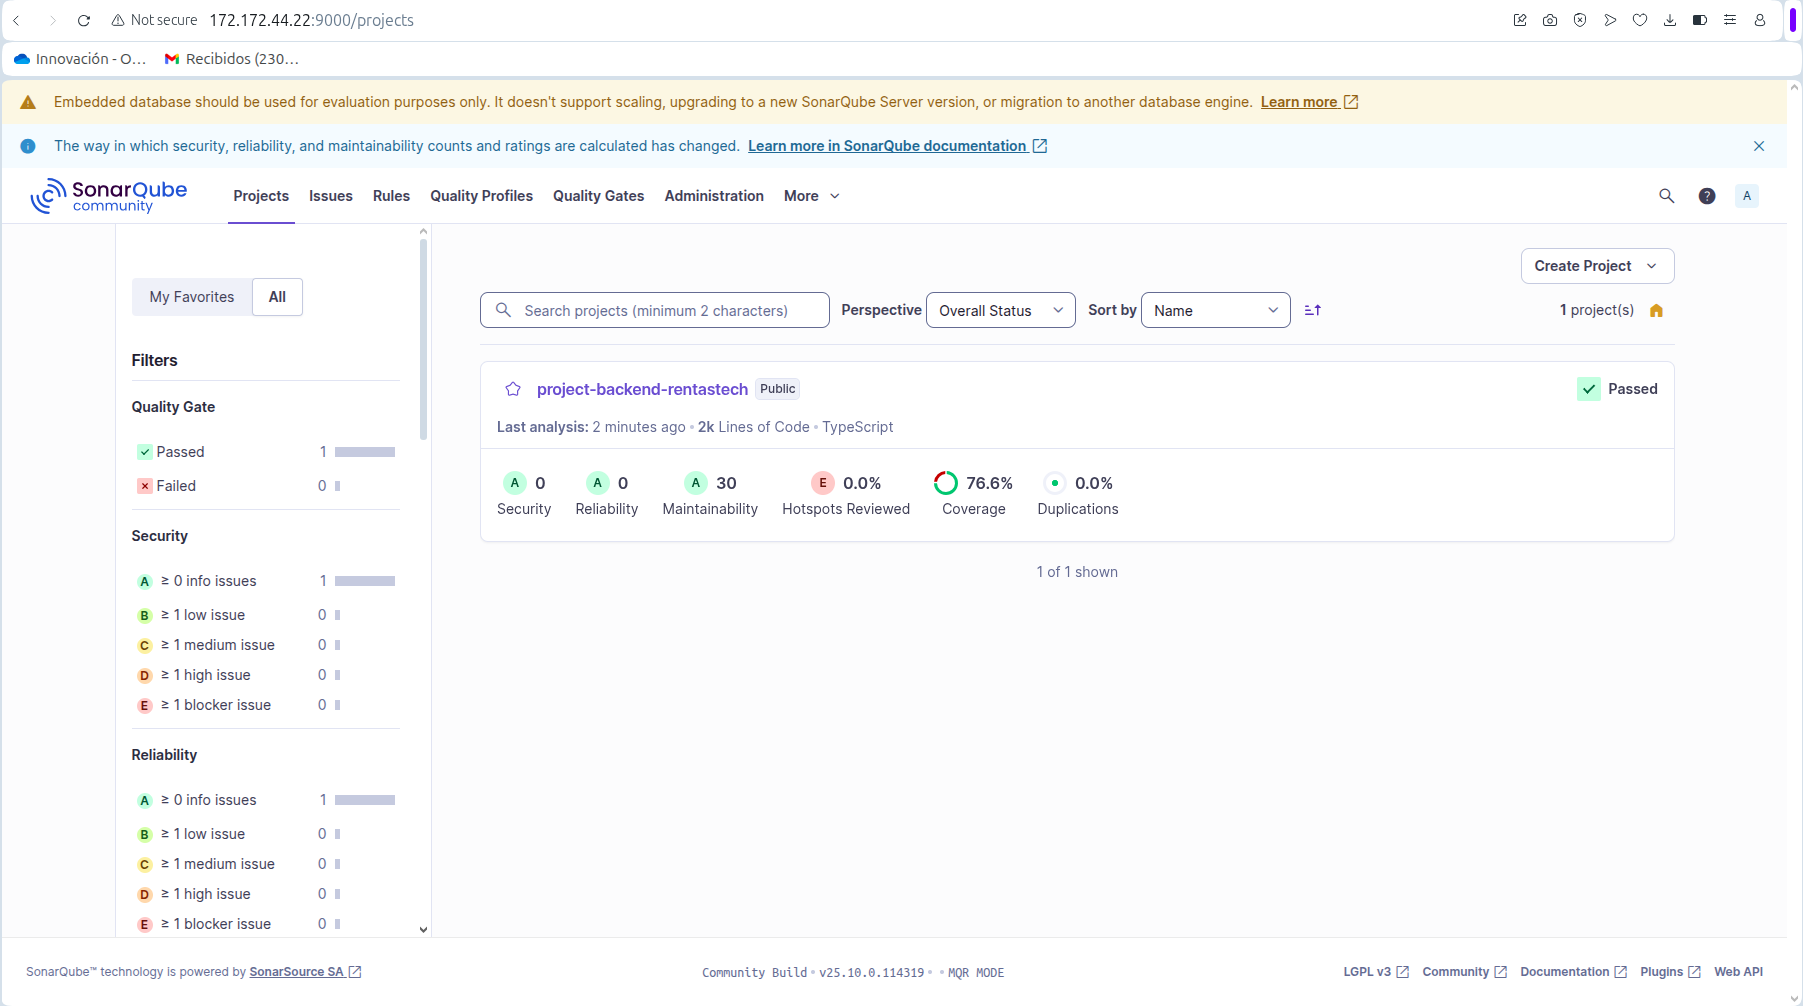 Not secure 172.172.44.22:9000/projects
Innovación - O... Recibidos (230...
Embedded database should be used for evaluation purposes only. It doesn't support scaling, upgrading to a new SonarQube Server version, or migration to another database engine. Learn more
The way in which security, reliability, and maintainability counts and ratings are calculated has changed. Learn more in SonarQube documentation
SonarQube community
Projects Issues Rules Quality Profiles Quality Gates Administration More ? A
My Favorites All
Filters
Quality Gate
Passed 1
Failed 0
Security
A ≥ 0 info issues 1
B ≥ 1 low issue 0
C ≥ 1 medium issue 0
D ≥ 1 high issue 0
E ≥ 1 blocker issue 0
Reliability
A ≥ 0 info issues 1
B ≥ 1 low issue 0
C ≥ 1 medium issue 0
D ≥ 1 high issue 0
E ≥ 1 blocker issue 0
Create Project
Search projects (minimum 2 characters) Perspective Overall Status Sort by Name 1 project(s)
project-backend-rentastech Public Passed
Last analysis: 2 minutes ago • 2k Lines of Code • TypeScript
A 0 A 0 A 30 E 0.0% 76.6% 0.0%
Security Reliability Maintainability Hotspots Reviewed Coverage Duplications
1 of 1 shown
SonarQube™ technology is powered by SonarSource SA
Community Build • v25.10.0.114319 • • MQR MODE
LGPL v3 Community Documentation Plugins Web API